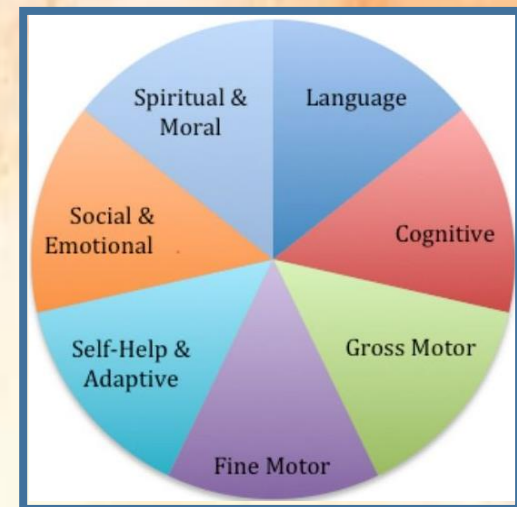 Language
Cognitive
Gross Motor
Fine Motor
Self-Help &
Adaptive
Social &
Emotional
Spiritual &
Moral